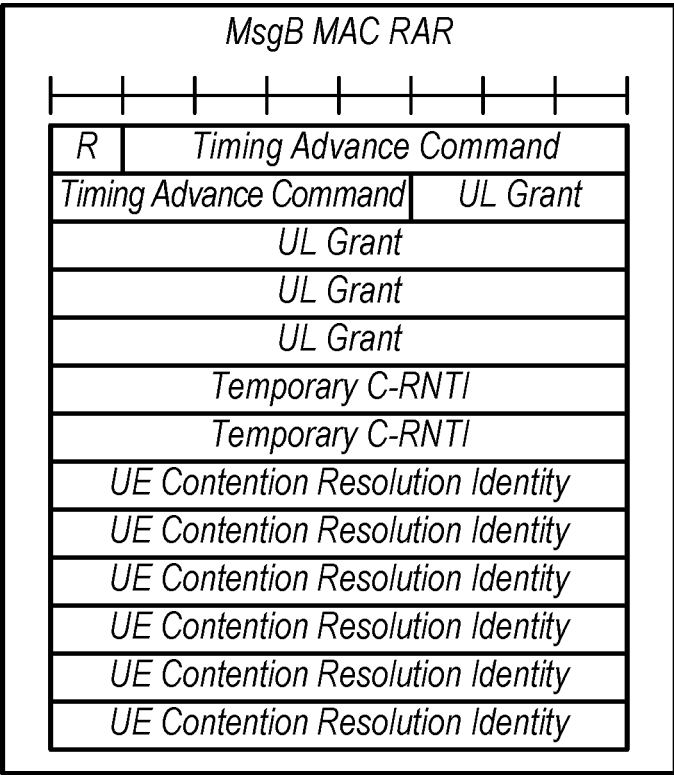 MsgB MAC RAR
R Timing Advance Command
Timing Advance Command UL Grant
UL Grant
UL Grant
UL Grant
Temporary C-RNTI
Temporary C-RNTI
UE Contention Resolution Identity
UE Contention Resolution Identity
UE Contention Resolution Identity
UE Contention Resolution Identity
UE Contention Resolution Identity
UE Contention Resolution Identity